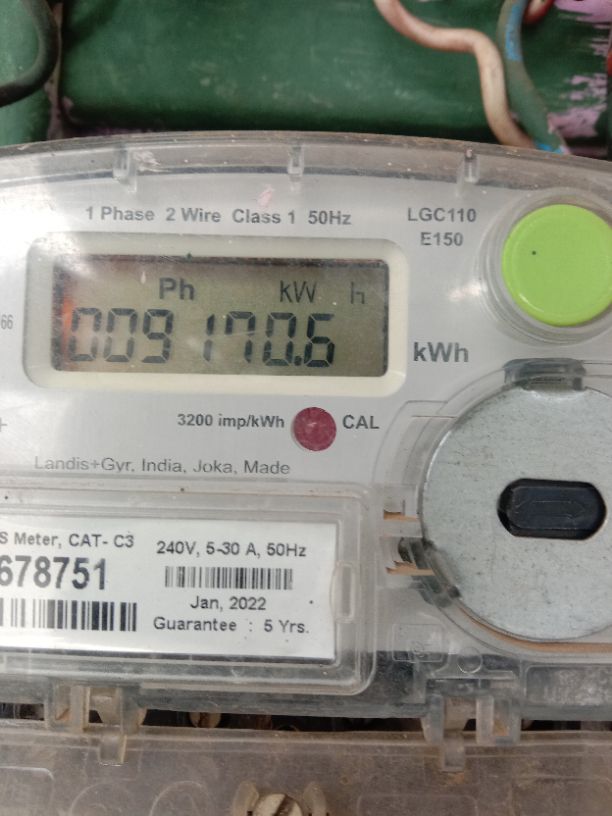 1 Phase 2 Wire Class 1 50Hz
LGC110
E150
Ph kW h
009170.6
kWh
66
3200 imp/kWh CAL
Landis+Gyr, India, Joka, Made
S Meter, CAT- C3
678751
240V, 5-30 A, 50Hz
Jan, 2022
Guarantee : 5 Yrs.